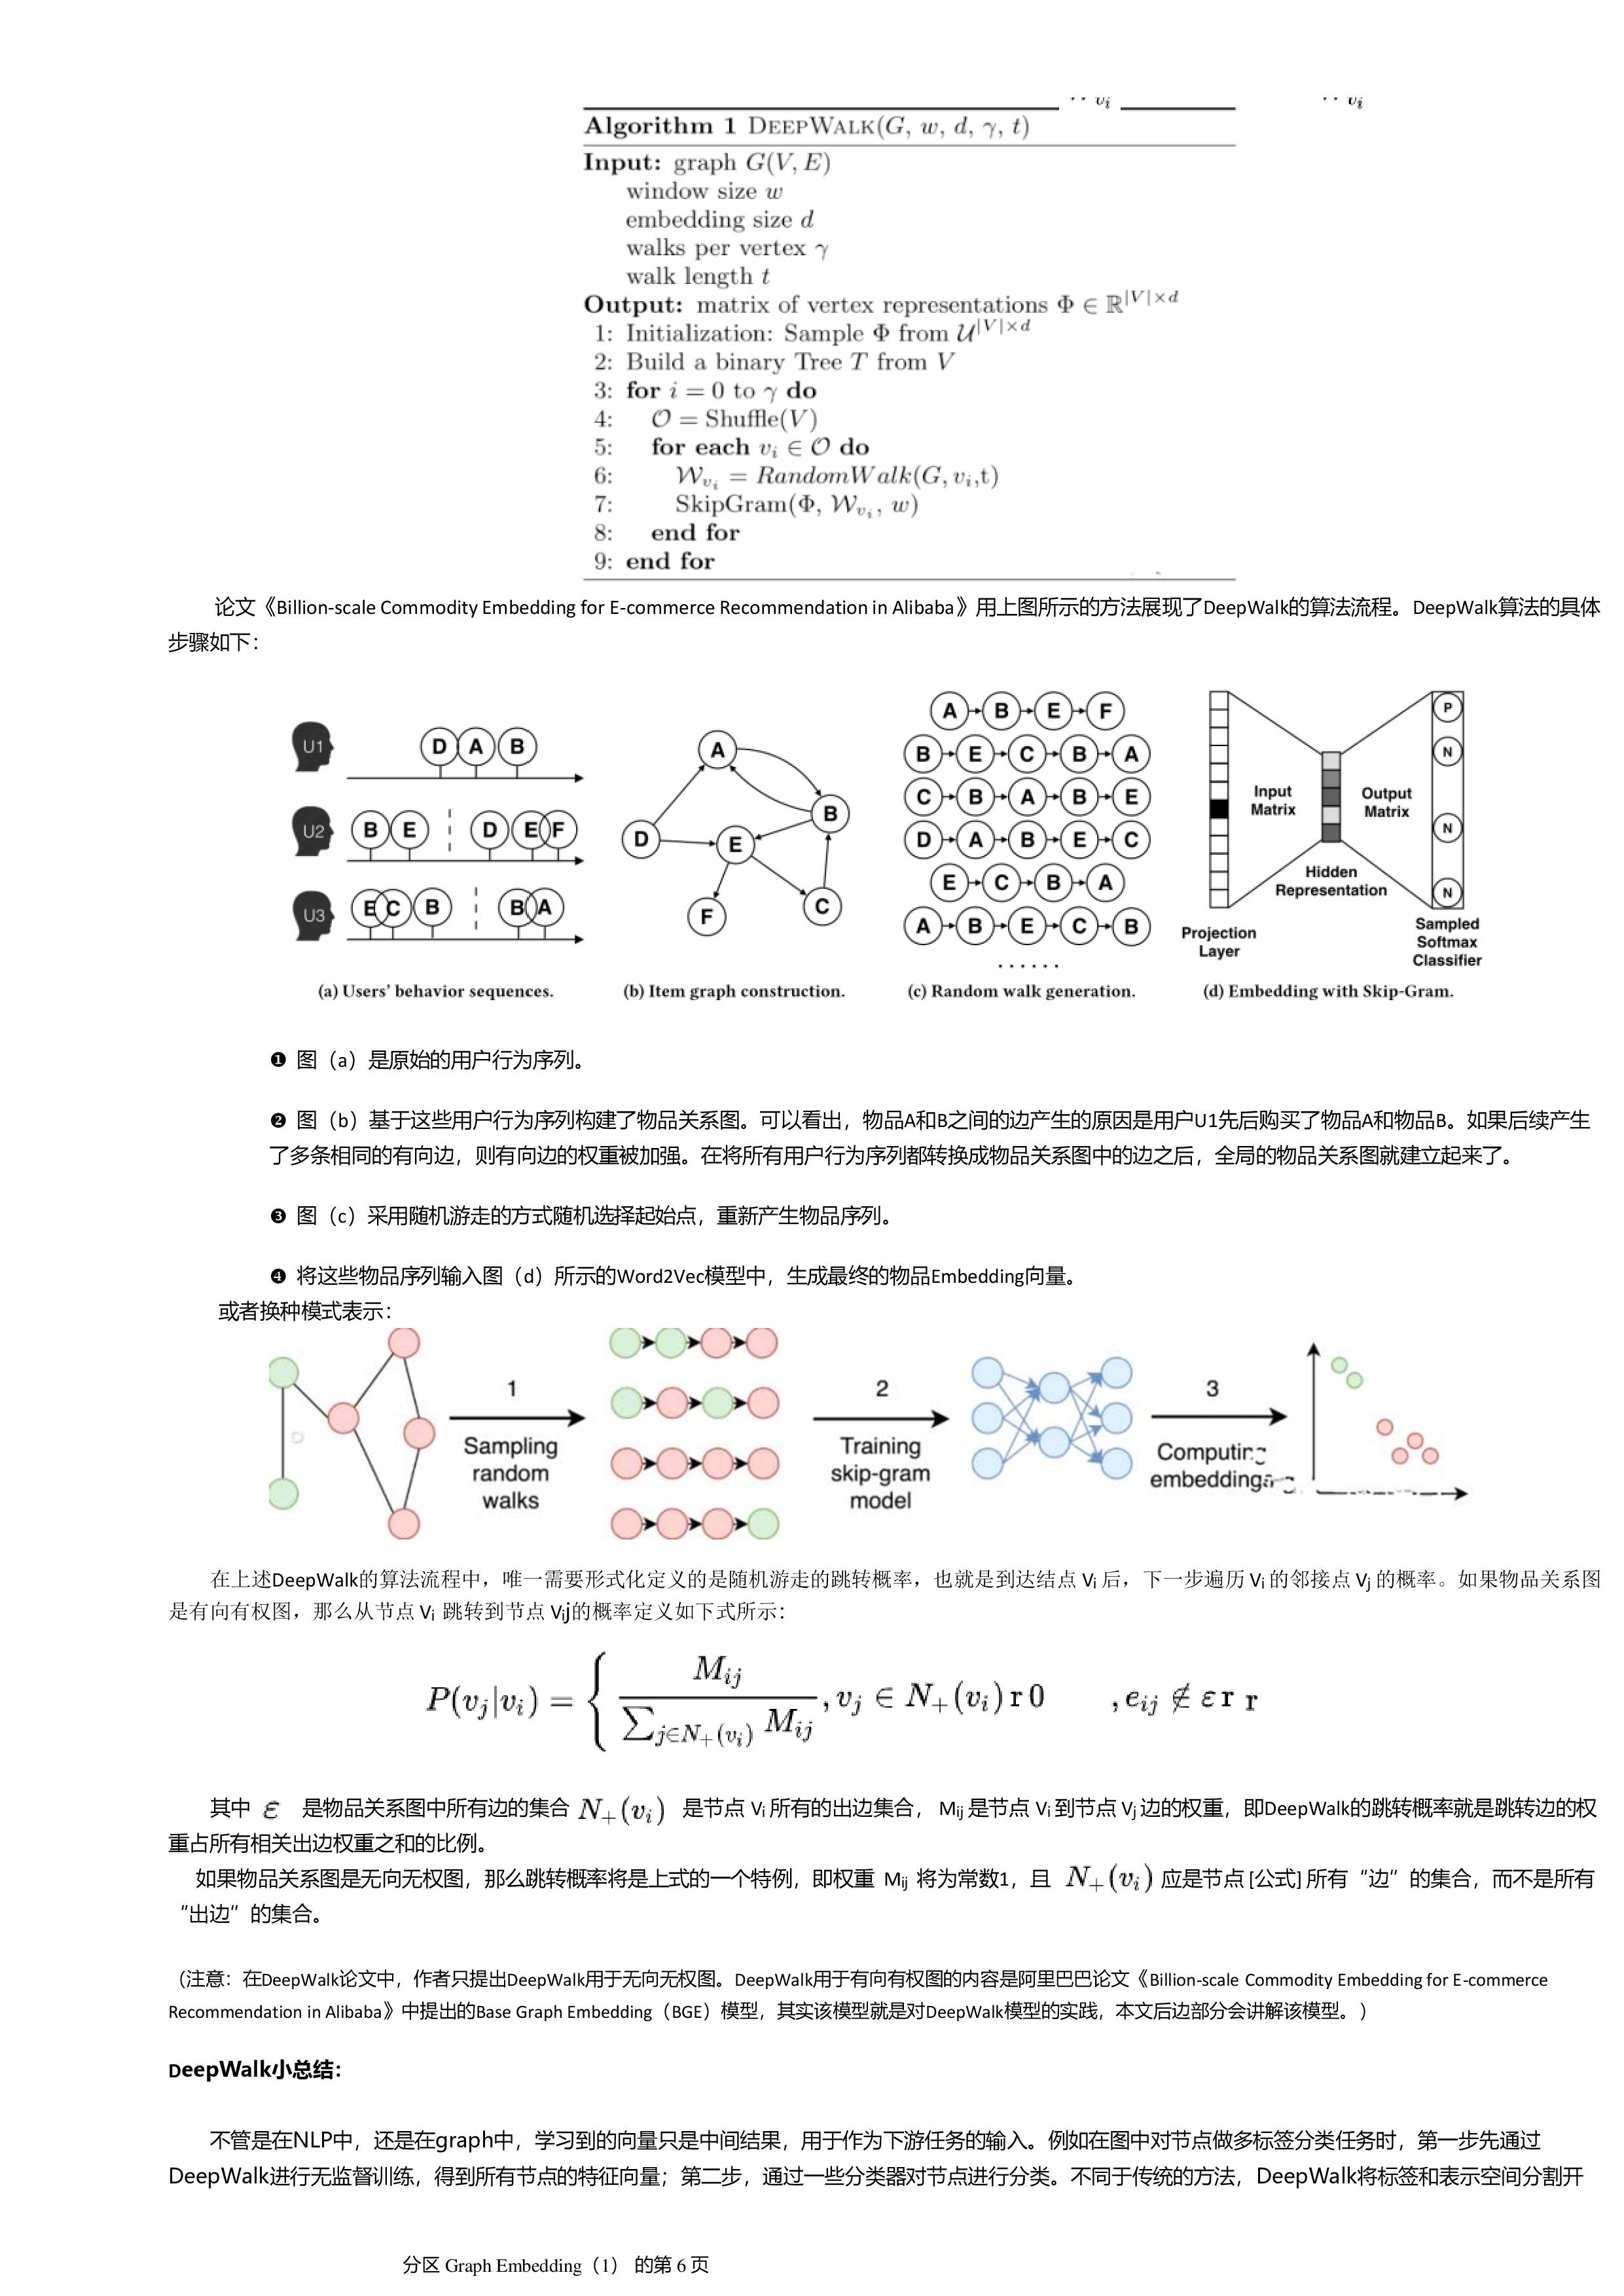 𝒲 v_i 𝒲 v_i
Algorithm 1 DEEPWALK(G, w, d, γ, t)
Input: graph G(V, E)
window size w
embedding size d
walks per vertex γ
walk length t
Output: matrix of vertex representations Φ ∈ ℝ^{|V|×d}
1: Initialization: Sample Φ from 𝒰^{|V|×d}
2: Build a binary Tree T from V
3: for i = 0 to γ do
4: 𝒪 = Shuffle(V)
5: for each v_i ∈ 𝒪 do
6: 𝒲_{v_i} = RandomWalk(G, v_i,t)
7: SkipGram(Φ, 𝒲_{v_i}, w)
8: end for
9: end for
论文《Billion-scale Commodity Embedding for E-commerce Recommendation in Alibaba》用上图所示的方法展现了DeepWalk的算法流程。DeepWalk算法的具体
步骤如下：
U1 D A B
U2 B E D E F
U3 E C B B A
(a) Users' behavior sequences.
A
B
D
E
F
C
(b) Item graph construction.
A B E F
B E C B A
C B A B E
D A B E C
E C B A
A B E C B
......
(c) Random walk generation.
P
N
N
N
Input
Matrix
Output
Matrix
Hidden
Representation
Projection
Layer
Sampled
Softmax
Classifier
(d) Embedding with Skip-Gram.
❶ 图（a）是原始的用户行为序列。
❷ 图（b）基于这些用户行为序列构建了物品关系图。可以看出，物品A和B之间的边产生的原因是用户U1先后购买了物品A和物品B。如果后续产生
了多条相同的有向边，则有向边的权重被加强。在将所有用户行为序列都转换成物品关系图中的边之后，全局的物品关系图就建立起来了。
❸ 图（c）采用随机游走的方式随机选择起始点，重新产生物品序列。
❹ 将这些物品序列输入图（d）所示的Word2Vec模型中，生成最终的物品Embedding向量。
或者换种模式表示：
1
Sampling
random
walks
2
Training
skip-gram
model
3
Computing
embeddings
在上述DeepWalk的算法流程中，唯一需要形式化定义的是随机游走的跳转概率，也就是到达结点 Vi 后，下一步遍历 Vi 的邻接点 Vj 的概率。如果物品关系图
是有向有权图，那么从节点 Vi 跳转到节点 Vij的概率定义如下式所示：
P(v_j|v_i) = { M_{ij} / ∑_{j∈N_+(v_i)} M_{ij} , v_j ∈ N_+(v_i) r 0 , e_{ij} ∉ ε r r
其中 ε 是物品关系图中所有边的集合 N_+(v_i) 是节点 Vi 所有的出边集合， Mij 是节点 Vi 到节点 Vj 边的权重，即DeepWalk的跳转概率就是跳转边的权
重占所有相关出边权重之和的比例。
如果物品关系图是无向无权图，那么跳转概率将是上式的一个特例，即权重 Mij 将为常数1，且 N_+(v_i) 应是节点 [公式] 所有“边”的集合，而不是所有
“出边”的集合。
（注意：在DeepWalk论文中，作者只提出DeepWalk用于无向无权图。DeepWalk用于有向有权图的内容是阿里巴巴论文《Billion-scale Commodity Embedding for E-commerce
Recommendation in Alibaba》中提出的Base Graph Embedding（BGE）模型，其实该模型就是对DeepWalk模型的实践，本文后边部分会讲解该模型。）
DeepWalk小总结：
不管是在NLP中，还是在graph中，学习到的向量只是中间结果，用于作为下游任务的输入。例如在图中对节点做多标签分类任务时，第一步先通过
DeepWalk进行无监督训练，得到所有节点的特征向量；第二步，通过一些分类器对节点进行分类。不同于传统的方法，DeepWalk将标签和表示空间分割开
分区 Graph Embedding（1） 的第 6 页